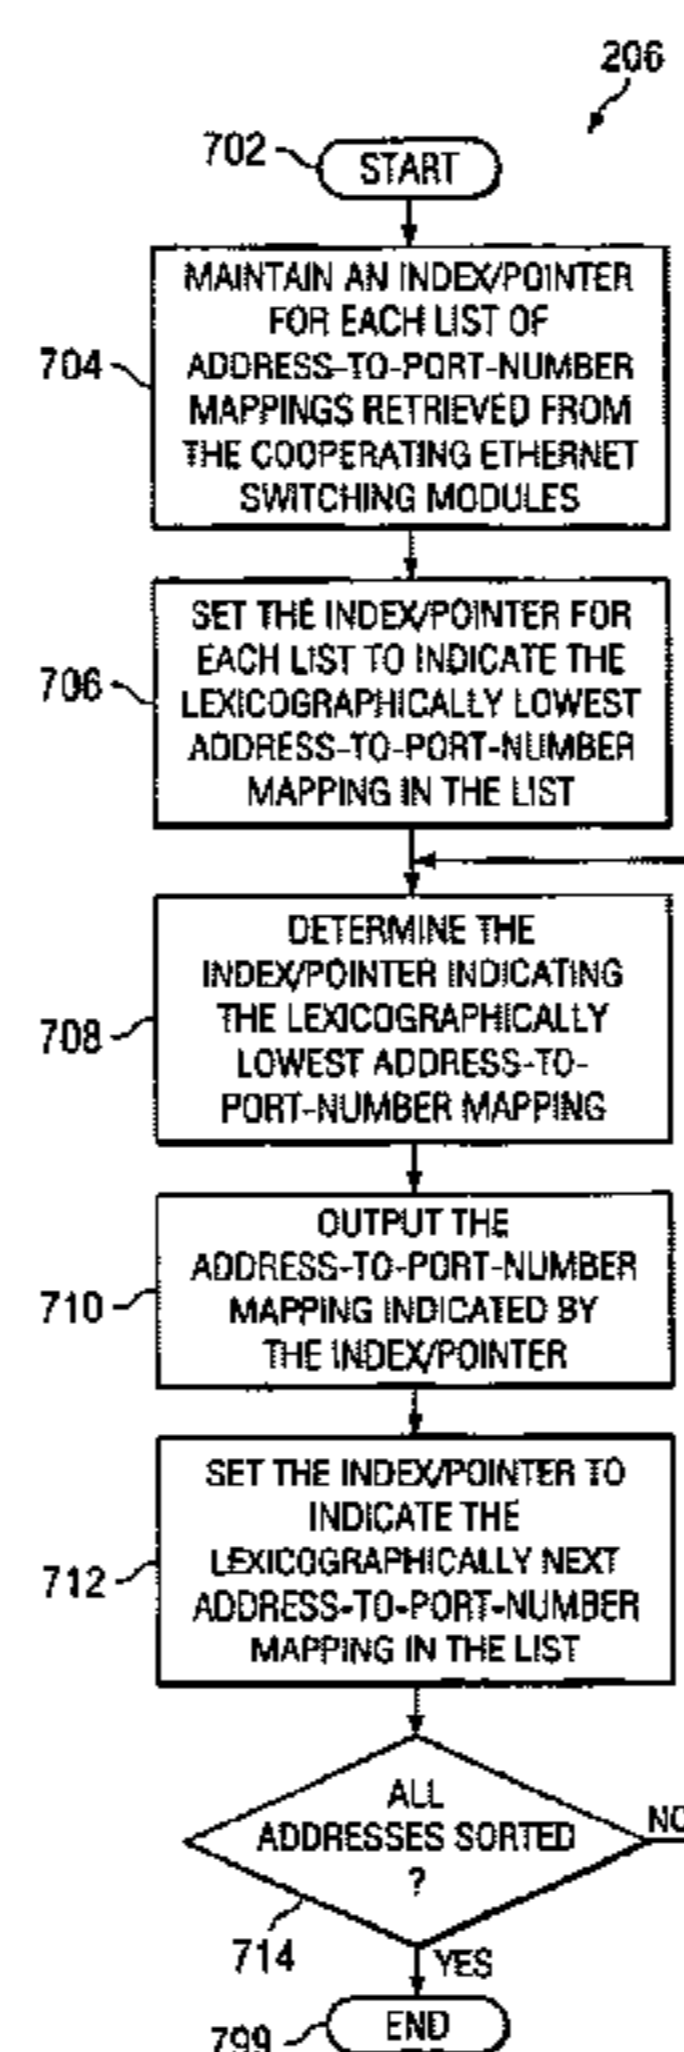 206
702
START
MAINTAIN AN INDEX/POINTER
FOR EACH LIST OF
ADDRESS-TO-PORT-NUMBER
MAPPINGS RETRIEVED FROM
THE COOPERATING ETHERNET
SWITCHING MODULES
704
SET THE INDEX/POINTER FOR
EACH LIST TO INDICATE THE
LEXICOGRAPHICALLY LOWEST
ADDRESS-TO-PORT-NUMBER
MAPPING IN THE LIST
706
DETERMINE THE
INDEX/POINTER INDICATING
THE LEXICOGRAPHICALLY
LOWEST ADDRESS-TO-
PORT-NUMBER MAPPING
708
OUTPUT THE
ADDRESS-TO-PORT-NUMBER
MAPPING INDICATED BY
THE INDEX/POINTER
710
SET THE INDEX/POINTER TO
INDICATE THE
LEXICOGRAPHICALLY NEXT
ADDRESS-TO-PORT-NUMBER
MAPPING IN THE LIST
712
ALL
ADDRESSES SORTED
?
NO
714
YES
END
799